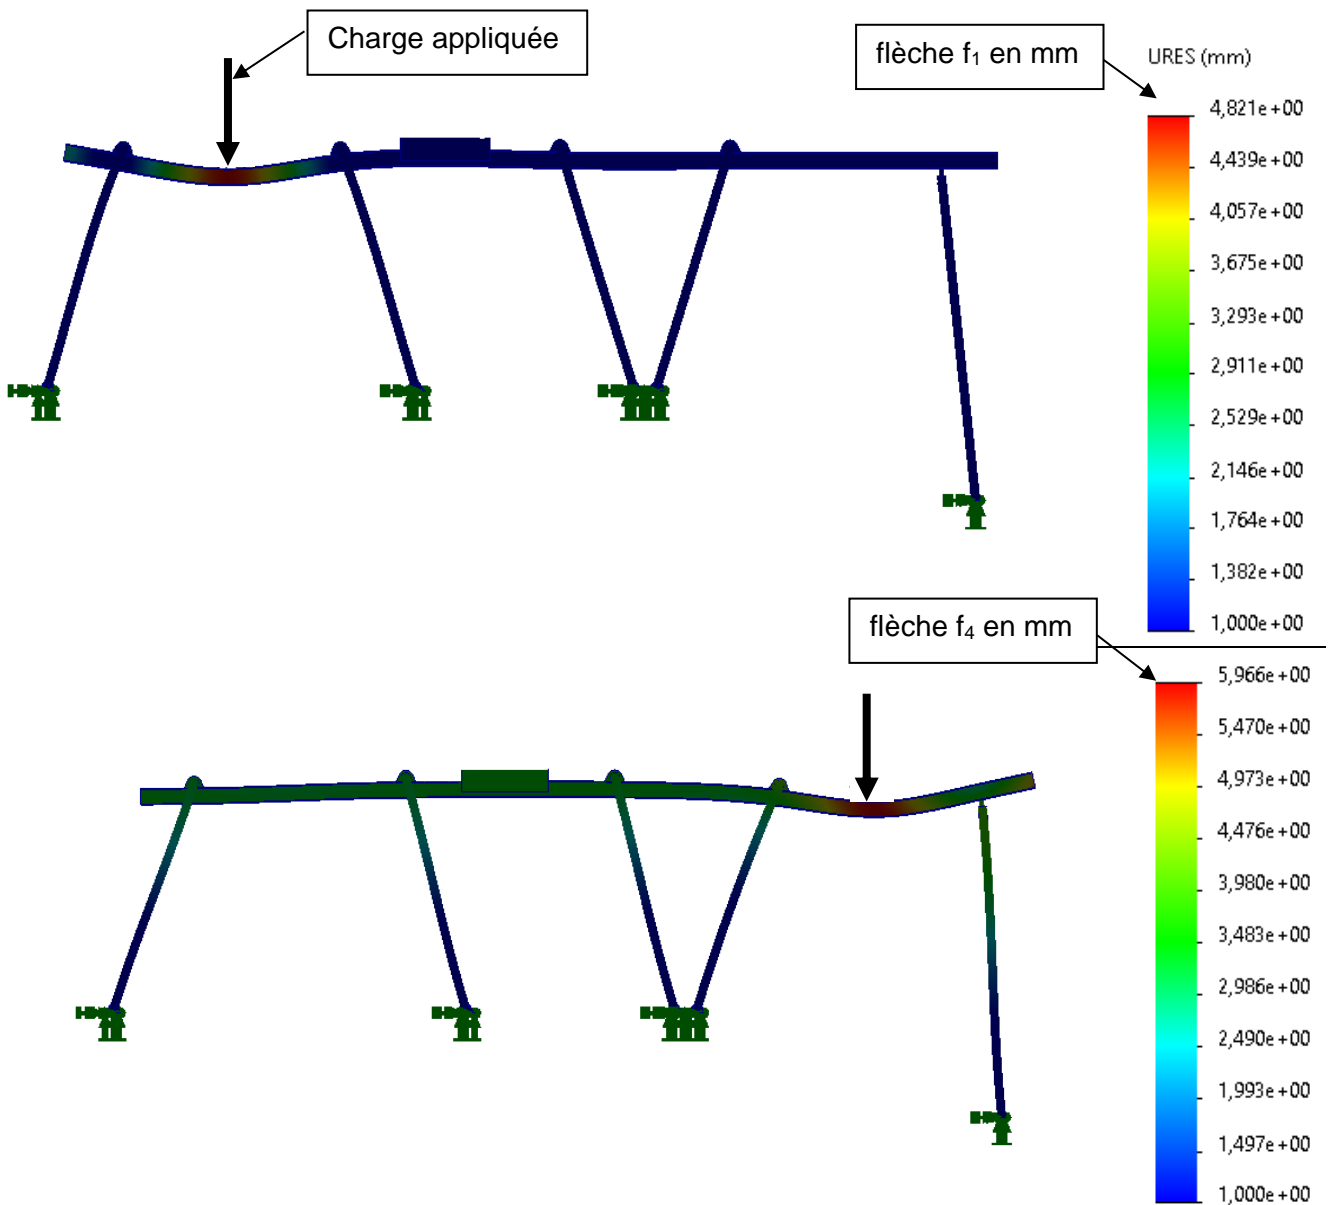 Charge appliquée
flèche f₁ en mm
URES (mm)
4,821e+00
4,439e+00
4,057e+00
3,675e+00
3,293e+00
2,911e+00
2,529e+00
2,146e+00
1,764e+00
1,382e+00
1,000e+00
flèche f₄ en mm
5,966e+00
5,470e+00
4,973e+00
4,476e+00
3,980e+00
3,483e+00
2,986e+00
2,490e+00
1,993e+00
1,497e+00
1,000e+00